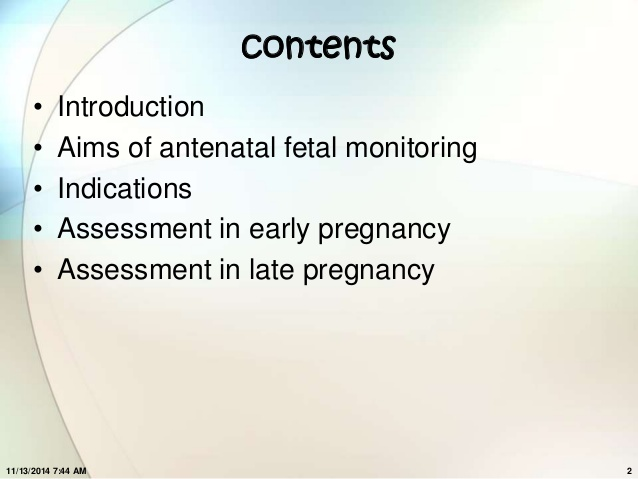 contents
• Introduction
• Aims of antenatal fetal monitoring
• Indications
• Assessment in early pregnancy
• Assessment in late pregnancy
11/13/2014 7:44 AM 2